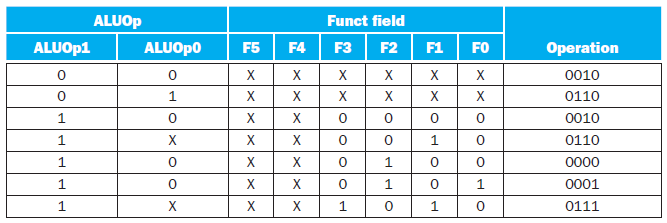 ALUOp Funct field
ALUOp1 ALUOp0 F5 F4 F3 F2 F1 F0 Operation
0 0 X X X X X X 0010
0 1 X X X X X X 0110
1 0 X X 0 0 0 0 0010
1 X X X 0 0 1 0 0110
1 0 X X 0 1 0 0 0000
1 0 X X 0 1 0 1 0001
1 X X X 1 0 1 0 0111